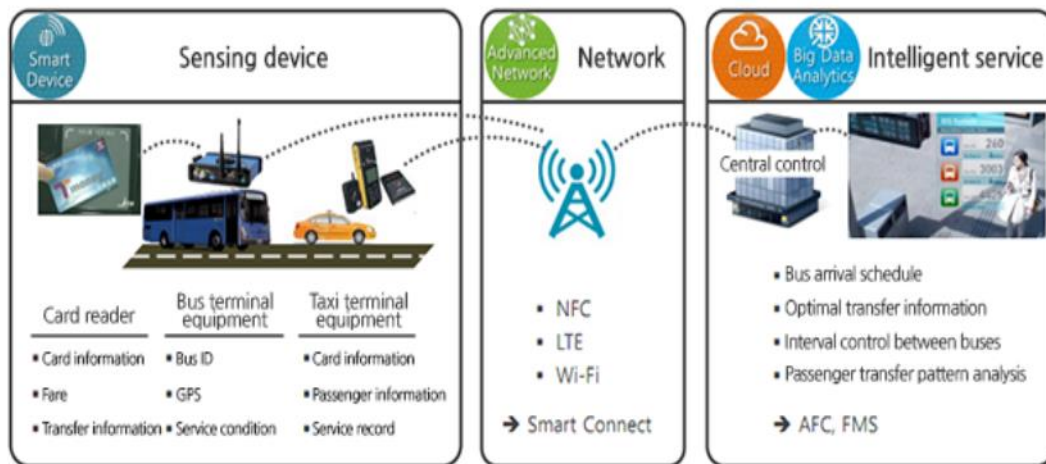 Smart
Device
Sensing device
Advanced
Network
Network
Cloud
Big Data
Analytics
Intelligent service
Central control
260
3003
Card reader
Bus terminal
equipment
Taxi terminal
equipment
▪ Card information
▪ Fare
▪ Transfer information
▪ Bus ID
▪ GPS
▪ Service condition
▪ Card information
▪ Passenger information
▪ Service record
▪ NFC
▪ LTE
▪ Wi-Fi
➔ Smart Connect
▪ Bus arrival schedule
▪ Optimal transfer information
▪ Interval control between buses
▪ Passenger transfer pattern analysis
➔ AFC, FMS